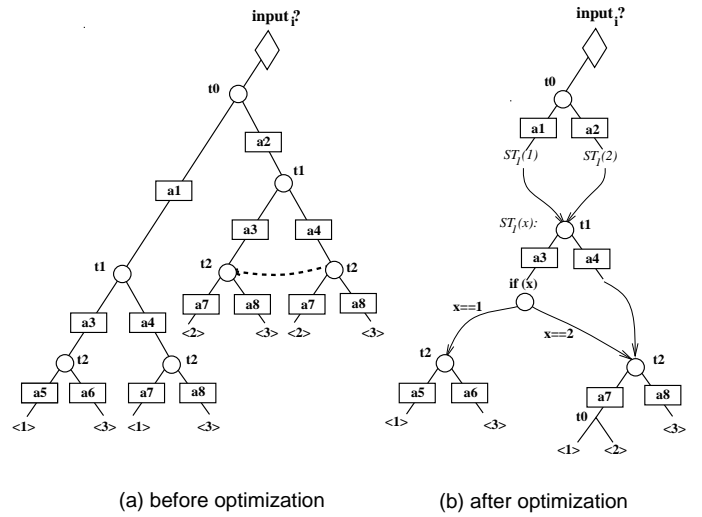 input_i?
t0
a2
t1
a1
a3
a4
t1
t2
t2
a7
a8
a7
a8
<2>
<3>
<2>
<3>
a3
a4
t2
t2
a5
a6
a7
a8
<1>
<3>
<1>
<3>
(a) before optimization
input_i?
t0
a1
a2
ST_I(1)
ST_I(2)
ST_I(x):
t1
a3
a4
if (x)
x==1
x==2
t2
t2
a5
a6
a7
a8
t0
<1>
<3>
<3>
<1>
<2>
(b) after optimization